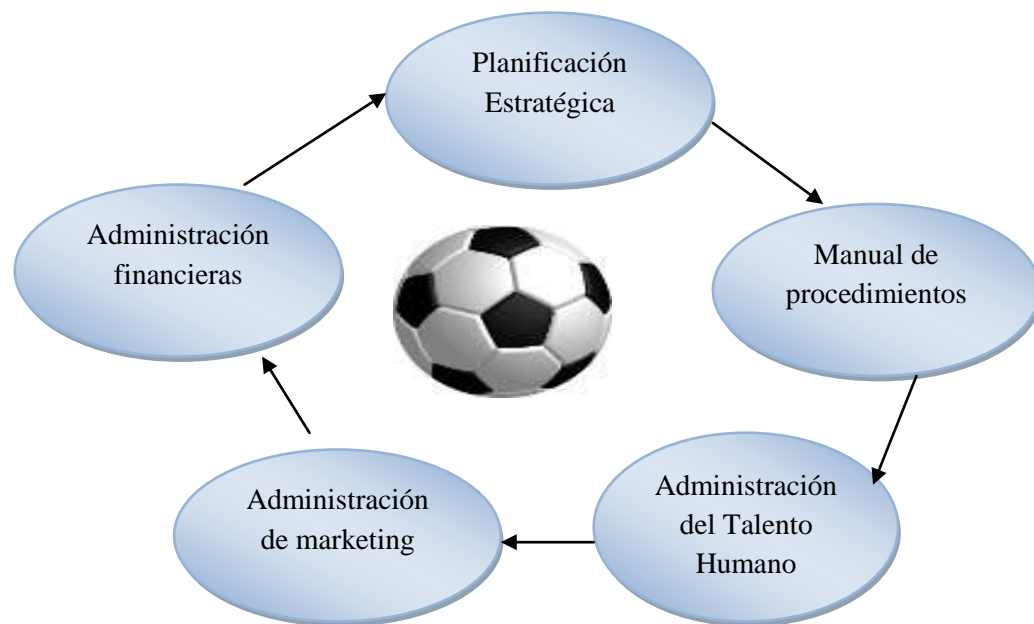 Planificación
Estratégica
Manual de
procedimientos
Administración
del Talento
Humano
Administración
de marketing
Administración
financieras